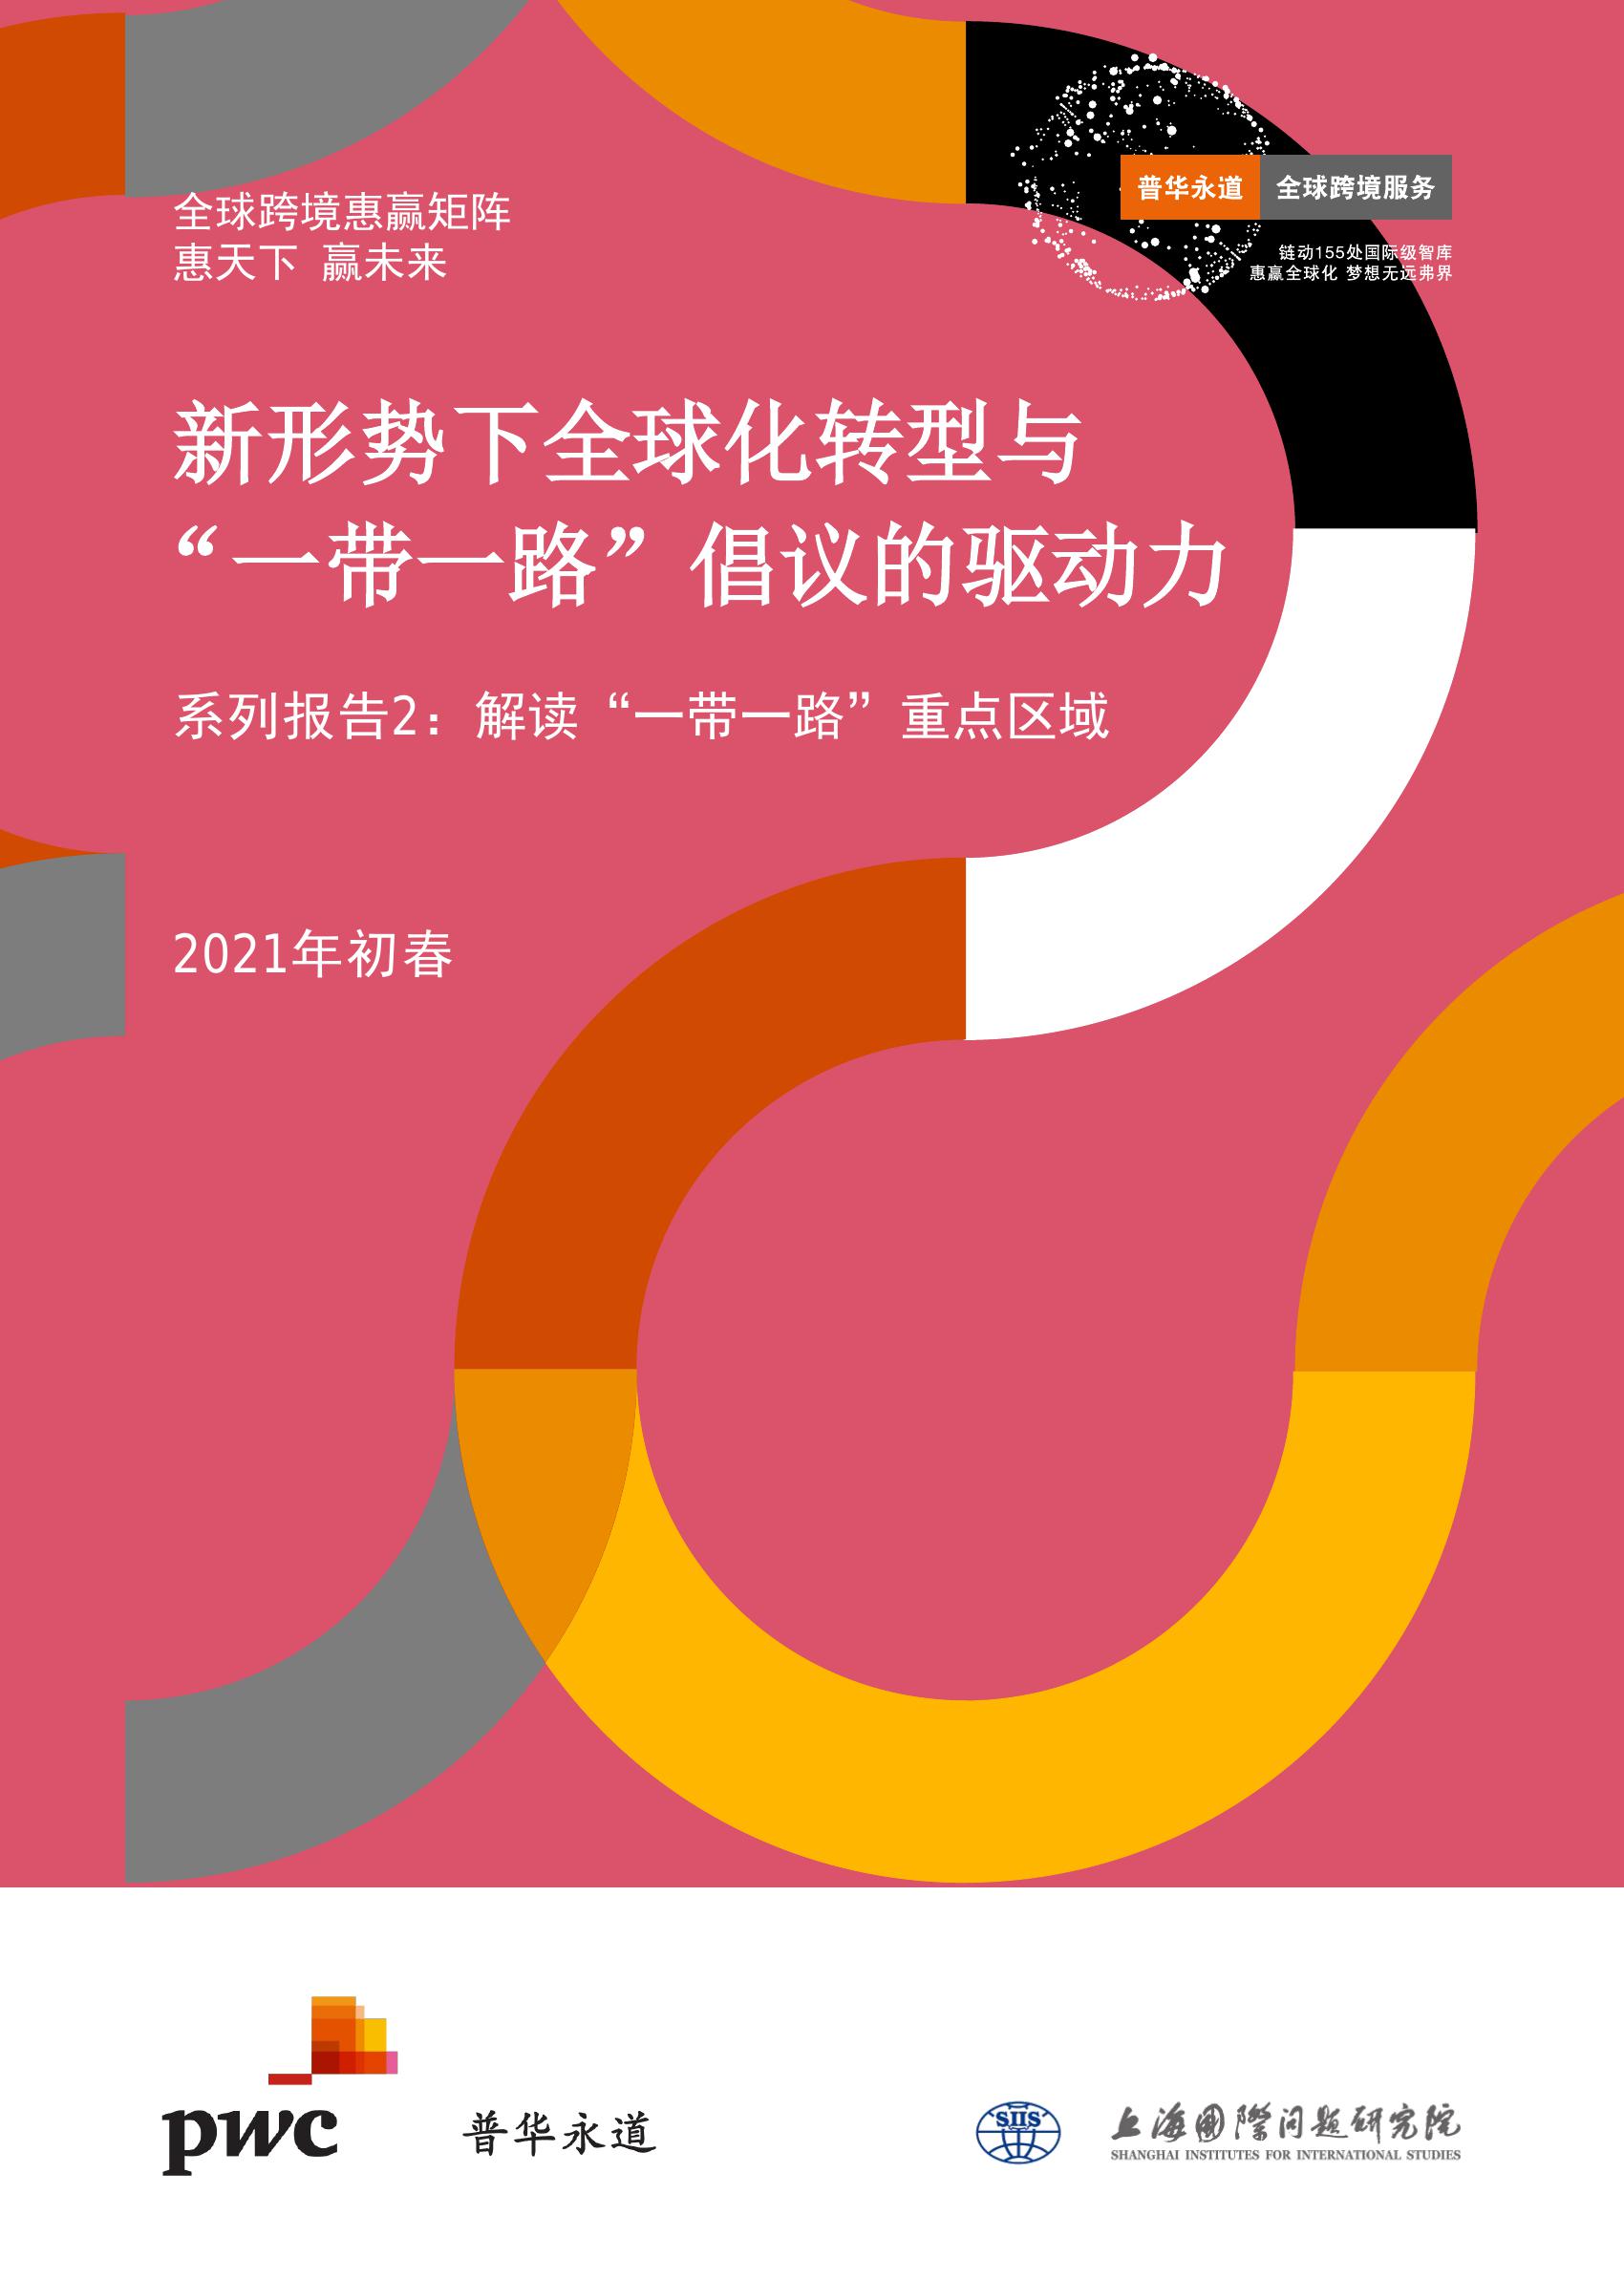 全球跨境惠赢矩阵
惠天下 赢未来
普华永道 全球跨境服务
链动155处国际级智库
惠赢全球化 梦想无远弗界
新形势下全球化转型与
“一带一路”倡议的驱动力
系列报告2：解读“一带一路”重点区域
2021年初春
pwc 普华永道
SIIS 上海國際问题研究院
SHANGHAI INSTITUTES FOR INTERNATIONAL STUDIES